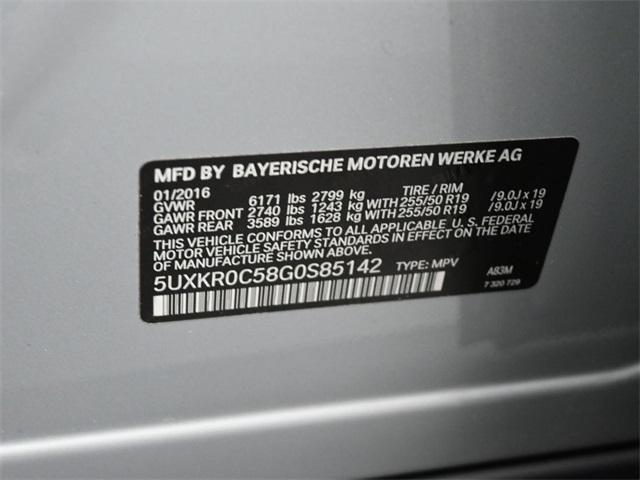 MFD BY BAYERISCHE MOTOREN WERKE AG
01/2016 TIRE / RIM
GVWR 6171 lbs 2799 kg
GAWR FRONT 2740 lbs 1243 kg WITH 255/50 R19 /9.0J x 19
GAWR REAR 3589 lbs 1628 kg WITH 255/50 R19 /9.0J x 19
THIS VEHICLE CONFORMS TO ALL APPLICABLE U.S. FEDERAL
MOTOR VEHICLE SAFETY STANDARDS IN EFFECT ON THE DATE
OF MANUFACTURE SHOWN ABOVE.
5UXKR0C58G0S85142 TYPE: MPV A83M
7 320 729